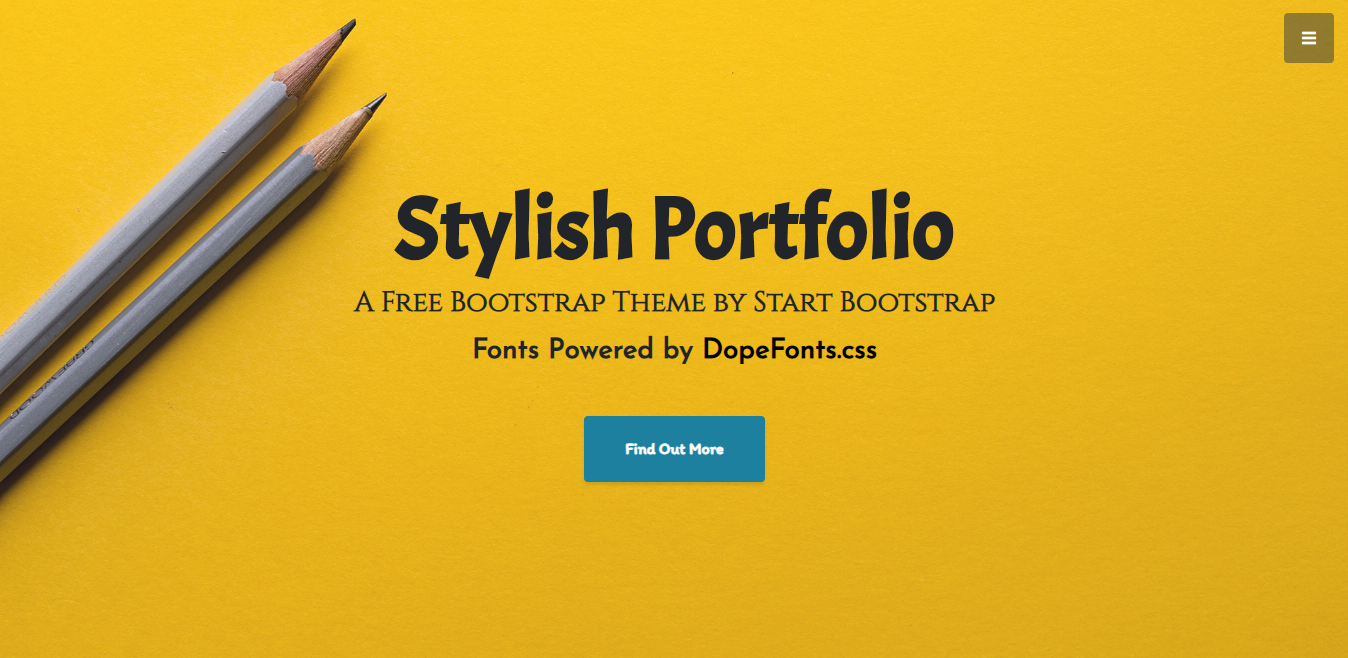 Stylish Portfolio
A Free Bootstrap Theme by Start Bootstrap
Fonts Powered by DopeFonts.css
Find Out More